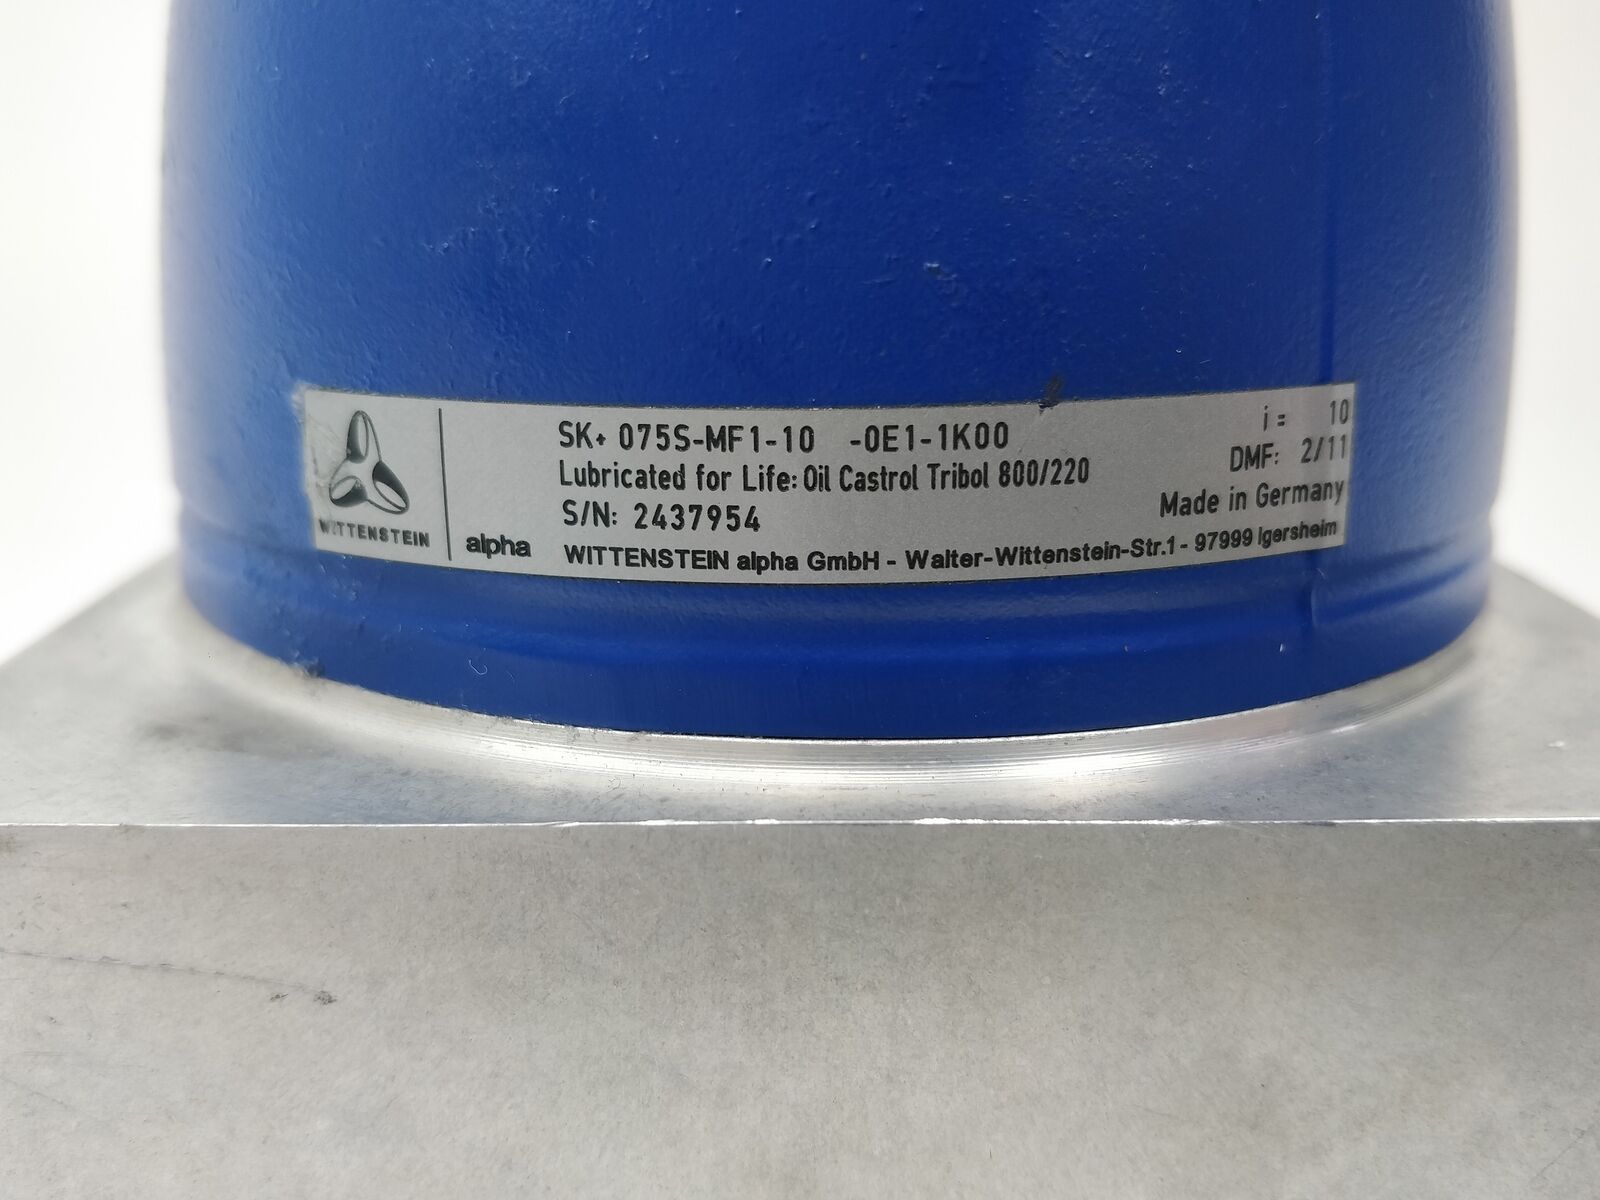 SK+ 075S-MF1-10 -0E1-1K00 i = 10
Lubricated for Life: Oil Castrol Tribol 800/220 DMF: 2/11
S/N: 2437954 Made in Germany
WITTENSTEIN alpha WITTENSTEIN alpha GmbH - Walter-Wittenstein-Str.1 - 97999 Igersheim